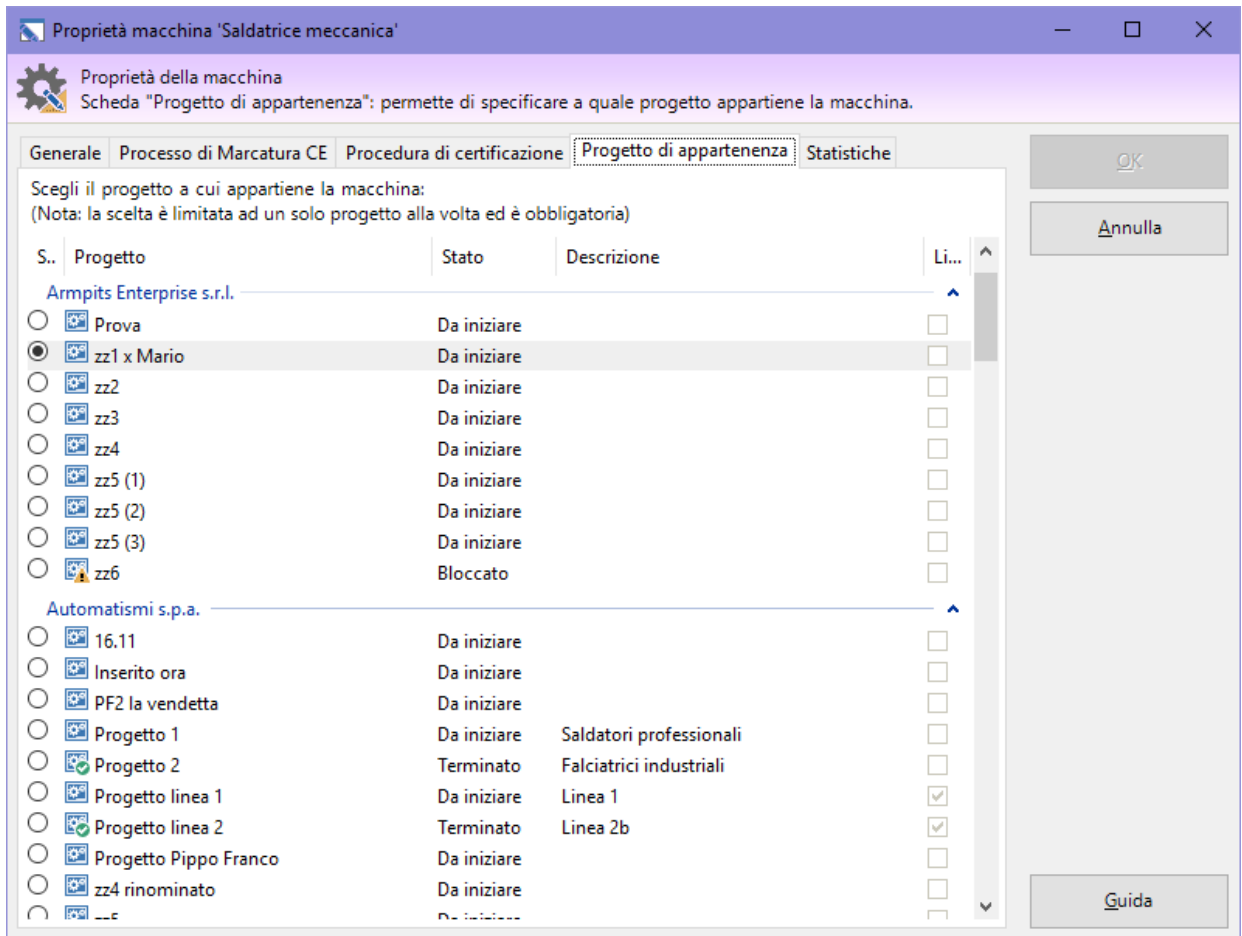 Proprietà macchina 'Saldatrice meccanica'
Proprietà della macchina
Scheda "Progetto di appartenenza": permette di specificare a quale progetto appartiene la macchina.
Generale Processo di Marcatura CE Procedura di certificazione Progetto di appartenenza Statistiche
OK
Scegli il progetto a cui appartiene la macchina:
(Nota: la scelta è limitata ad un solo progetto alla volta ed è obbligatoria)
Annulla
S.. Progetto Stato Descrizione Li...
Armpits Enterprise s.r.l.
Prova Da iniziare
zz1 x Mario Da iniziare
zz2 Da iniziare
zz3 Da iniziare
zz4 Da iniziare
zz5 (1) Da iniziare
zz5 (2) Da iniziare
zz5 (3) Da iniziare
zz6 Bloccato
Automatismi s.p.a.
16.11 Da iniziare
Inserito ora Da iniziare
PF2 la vendetta Da iniziare
Progetto 1 Da iniziare Saldatori professionali
Progetto 2 Terminato Falciatrici industriali
Progetto linea 1 Da iniziare Linea 1
Progetto linea 2 Terminato Linea 2b
Progetto Pippo Franco Da iniziare
zz4 rinominato Da iniziare
Guida